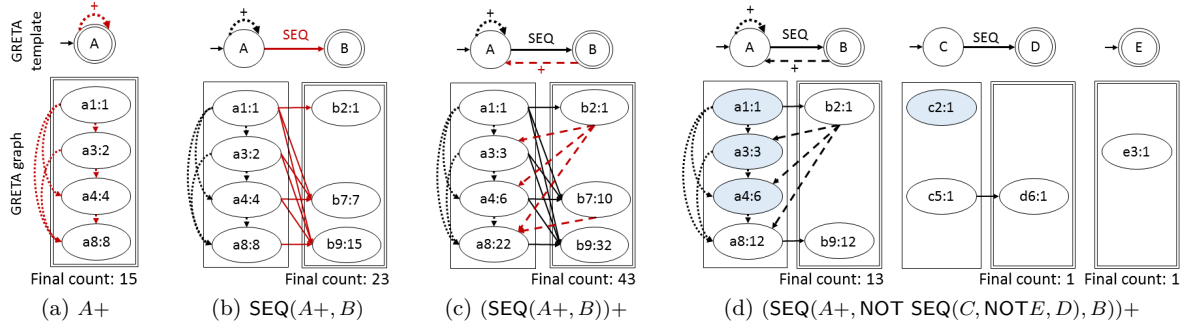 GRETA template
GRETA graph
+
A
a1:1
a3:2
a4:4
a8:8
Final count: 15
(a) A+
+
A
SEQ
B
a1:1
b2:1
a3:2
a4:4
b7:7
a8:8
b9:15
Final count: 23
(b) SEQ(A+, B)
+
A
SEQ
B
+
a1:1
b2:1
a3:3
a4:6
b7:10
a8:22
b9:32
Final count: 43
(c) (SEQ(A+, B))+
+
A
SEQ
B
+
a1:1
b2:1
a3:3
a4:6
a8:12
b9:12
Final count: 13
C
SEQ
D
c2:1
c5:1
d6:1
Final count: 1
E
e3:1
Final count: 1
(d) (SEQ(A+, NOT SEQ(C, NOTE, D), B))+